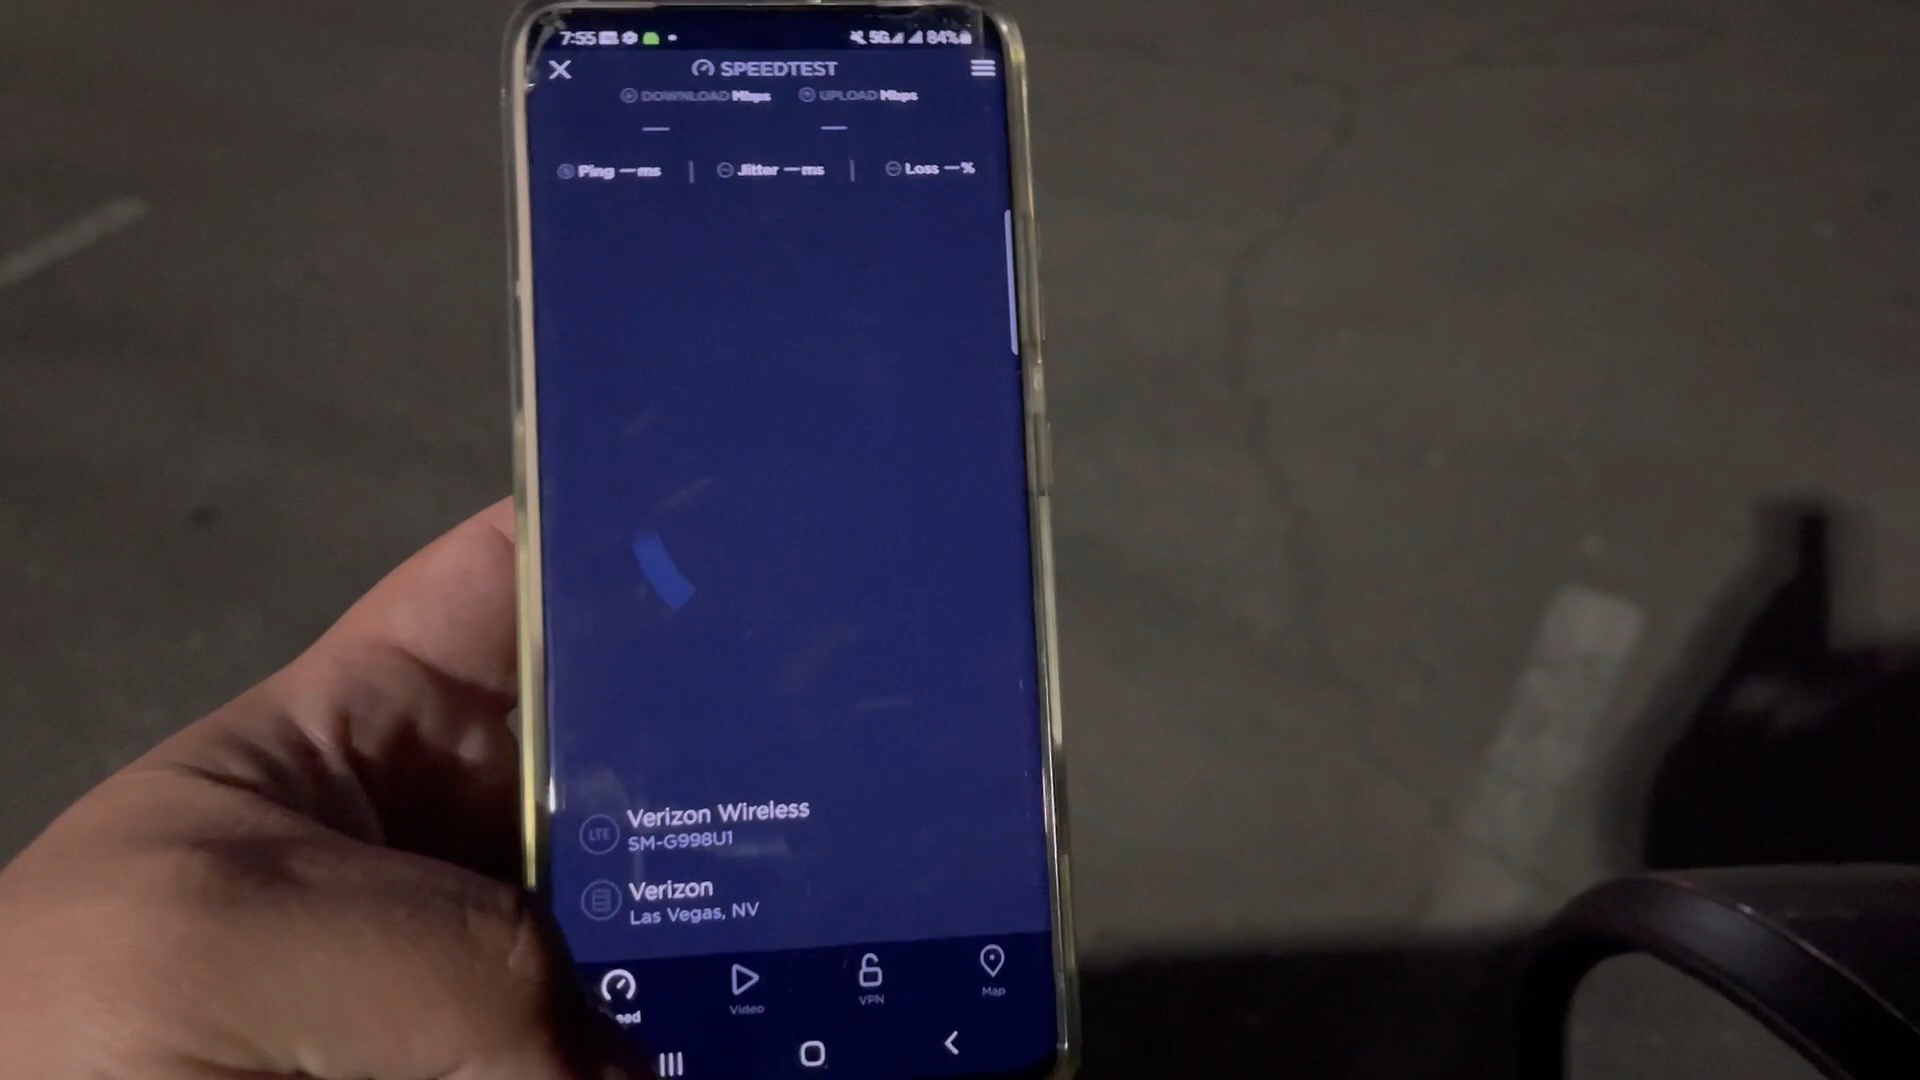 7:55 5G 84%
SPEEDTEST
DOWNLOAD Mbps UPLOAD Mbps
— —
Ping — ms | Jitter — ms | Loss — %
LTE Verizon Wireless
SM-G998U1
Verizon
Las Vegas, NV
Video VPN Map